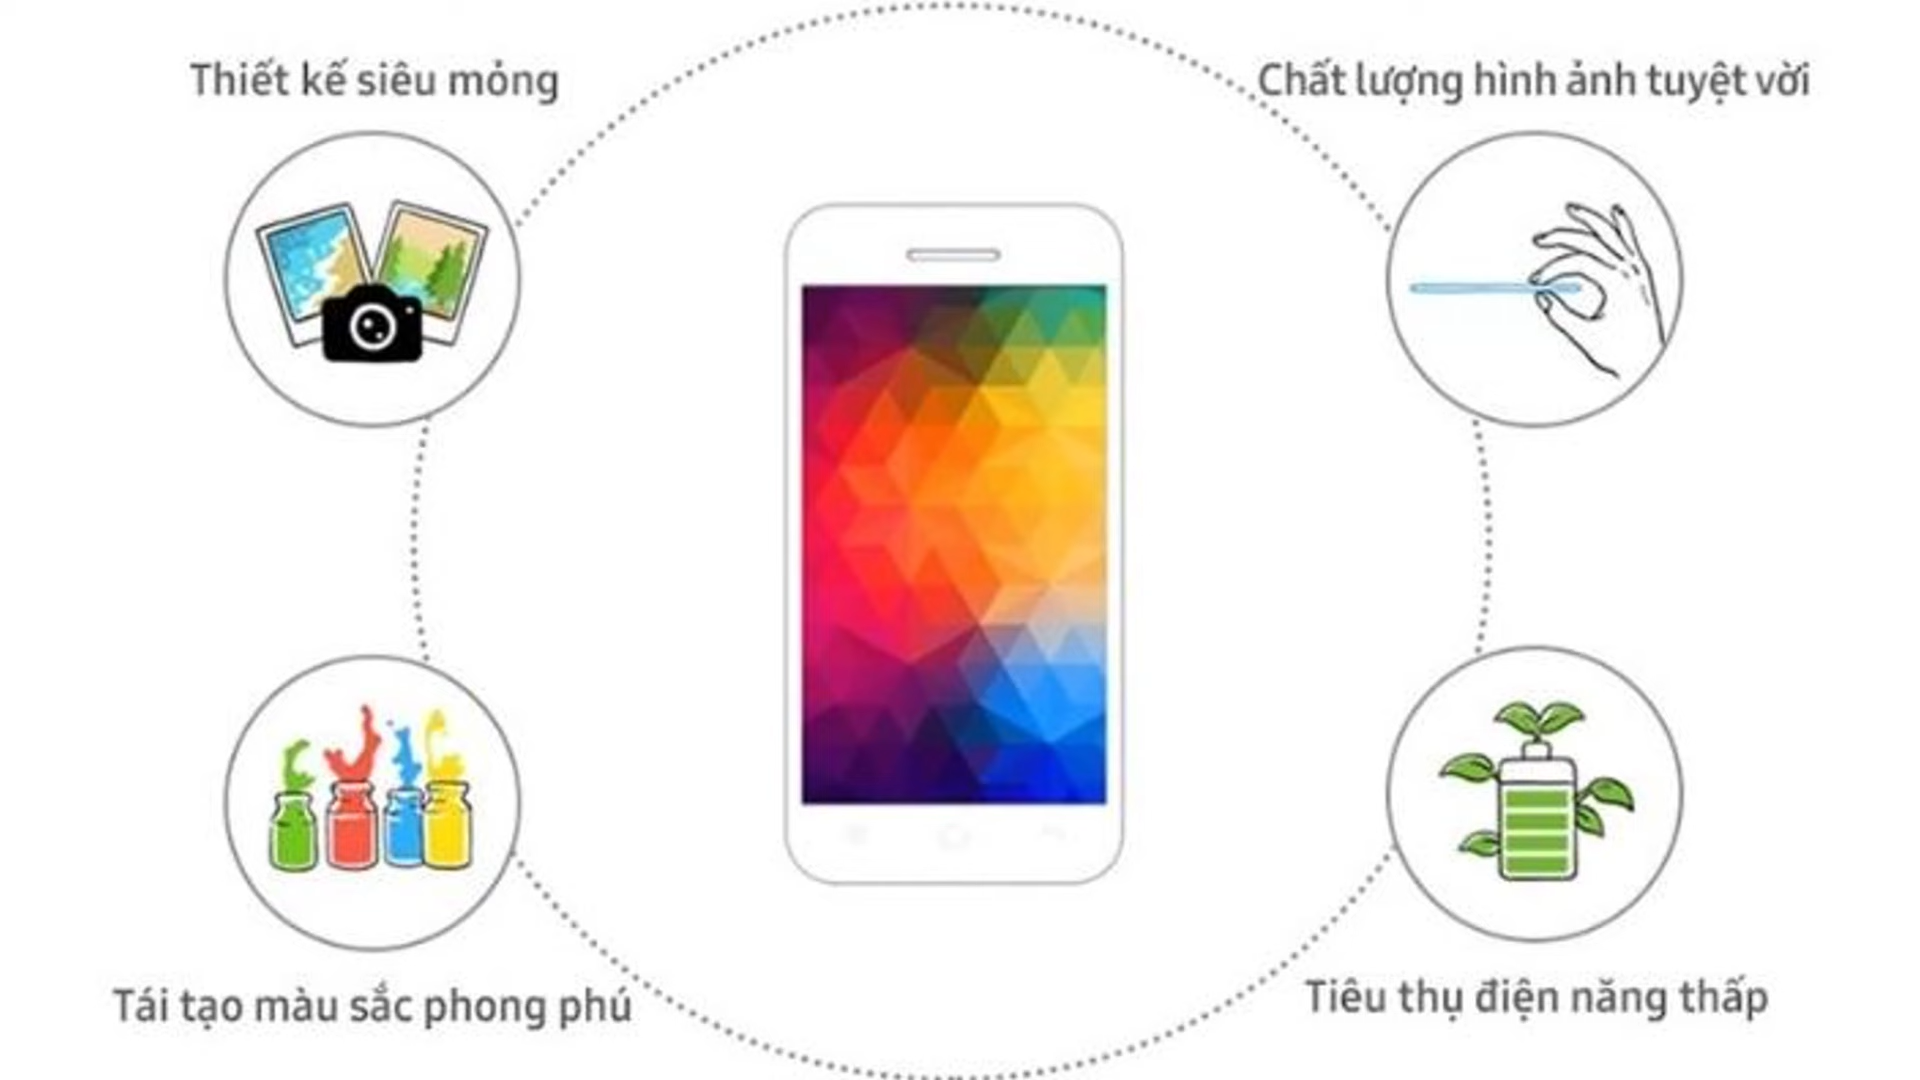 Thiết kế siêu mỏng
Chất lượng hình ảnh tuyệt vời
Tái tạo màu sắc phong phú
Tiêu thụ điện năng thấp